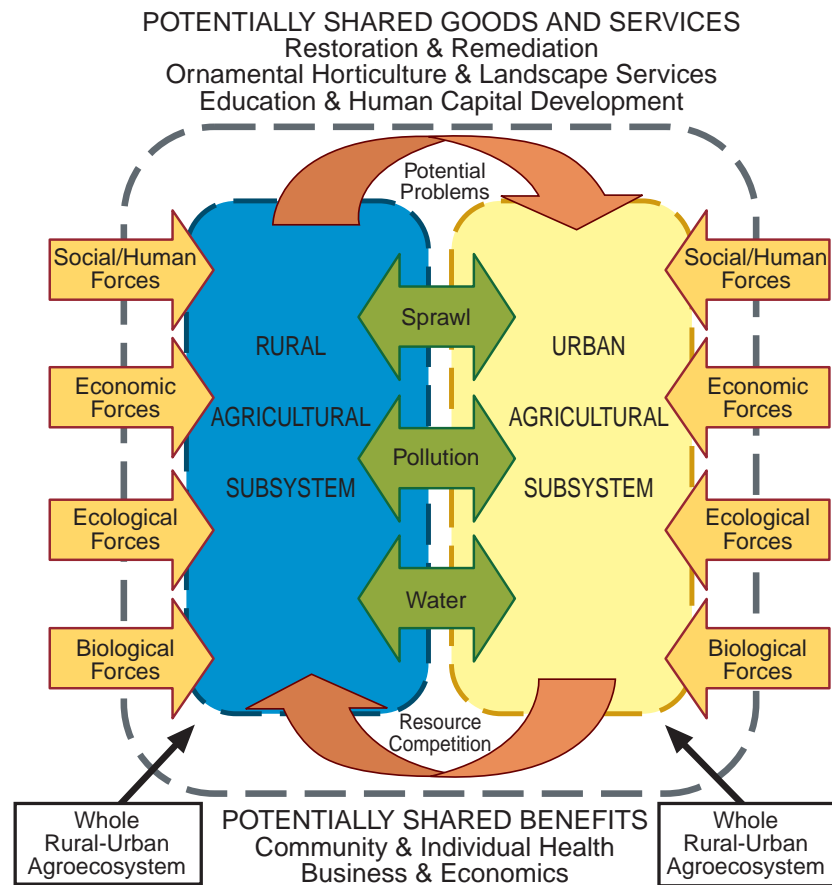 POTENTIALLY SHARED GOODS AND SERVICES
Restoration & Remediation
Ornamental Horticulture & Landscape Services
Education & Human Capital Development
Potential
Problems
Social/Human
Forces
Economic
Forces
Ecological
Forces
Biological
Forces
RURAL
AGRICULTURAL
SUBSYSTEM
Sprawl
Pollution
Water
URBAN
AGRICULTURAL
SUBSYSTEM
Social/Human
Forces
Economic
Forces
Ecological
Forces
Biological
Forces
Resource
Competition
Whole
Rural-Urban
Agroecosystem
POTENTIALLY SHARED BENEFITS
Community & Individual Health
Business & Economics
Whole
Rural-Urban
Agroecosystem